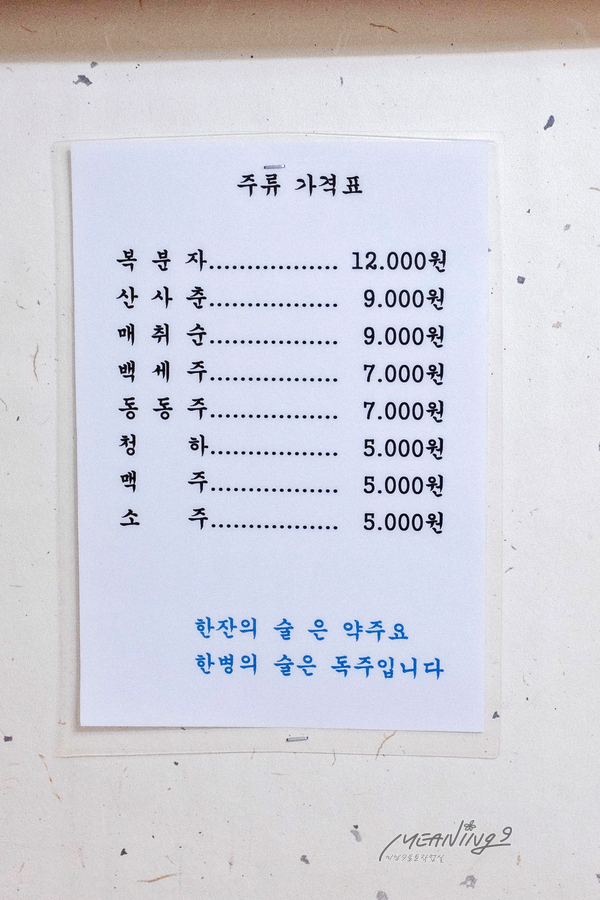 주류 가격표
복 분 자.................. 12.000원
산 사 춘.................. 9.000원
매 취 순.................. 9.000원
백 세 주.................. 7.000원
동 동 주.................. 7.000원
청 하.................. 5.000원
맥 주.................. 5.000원
소 주.................. 5.000원
한잔의 술 은 약주요
한병의 술은 독주입니다
MEANING9